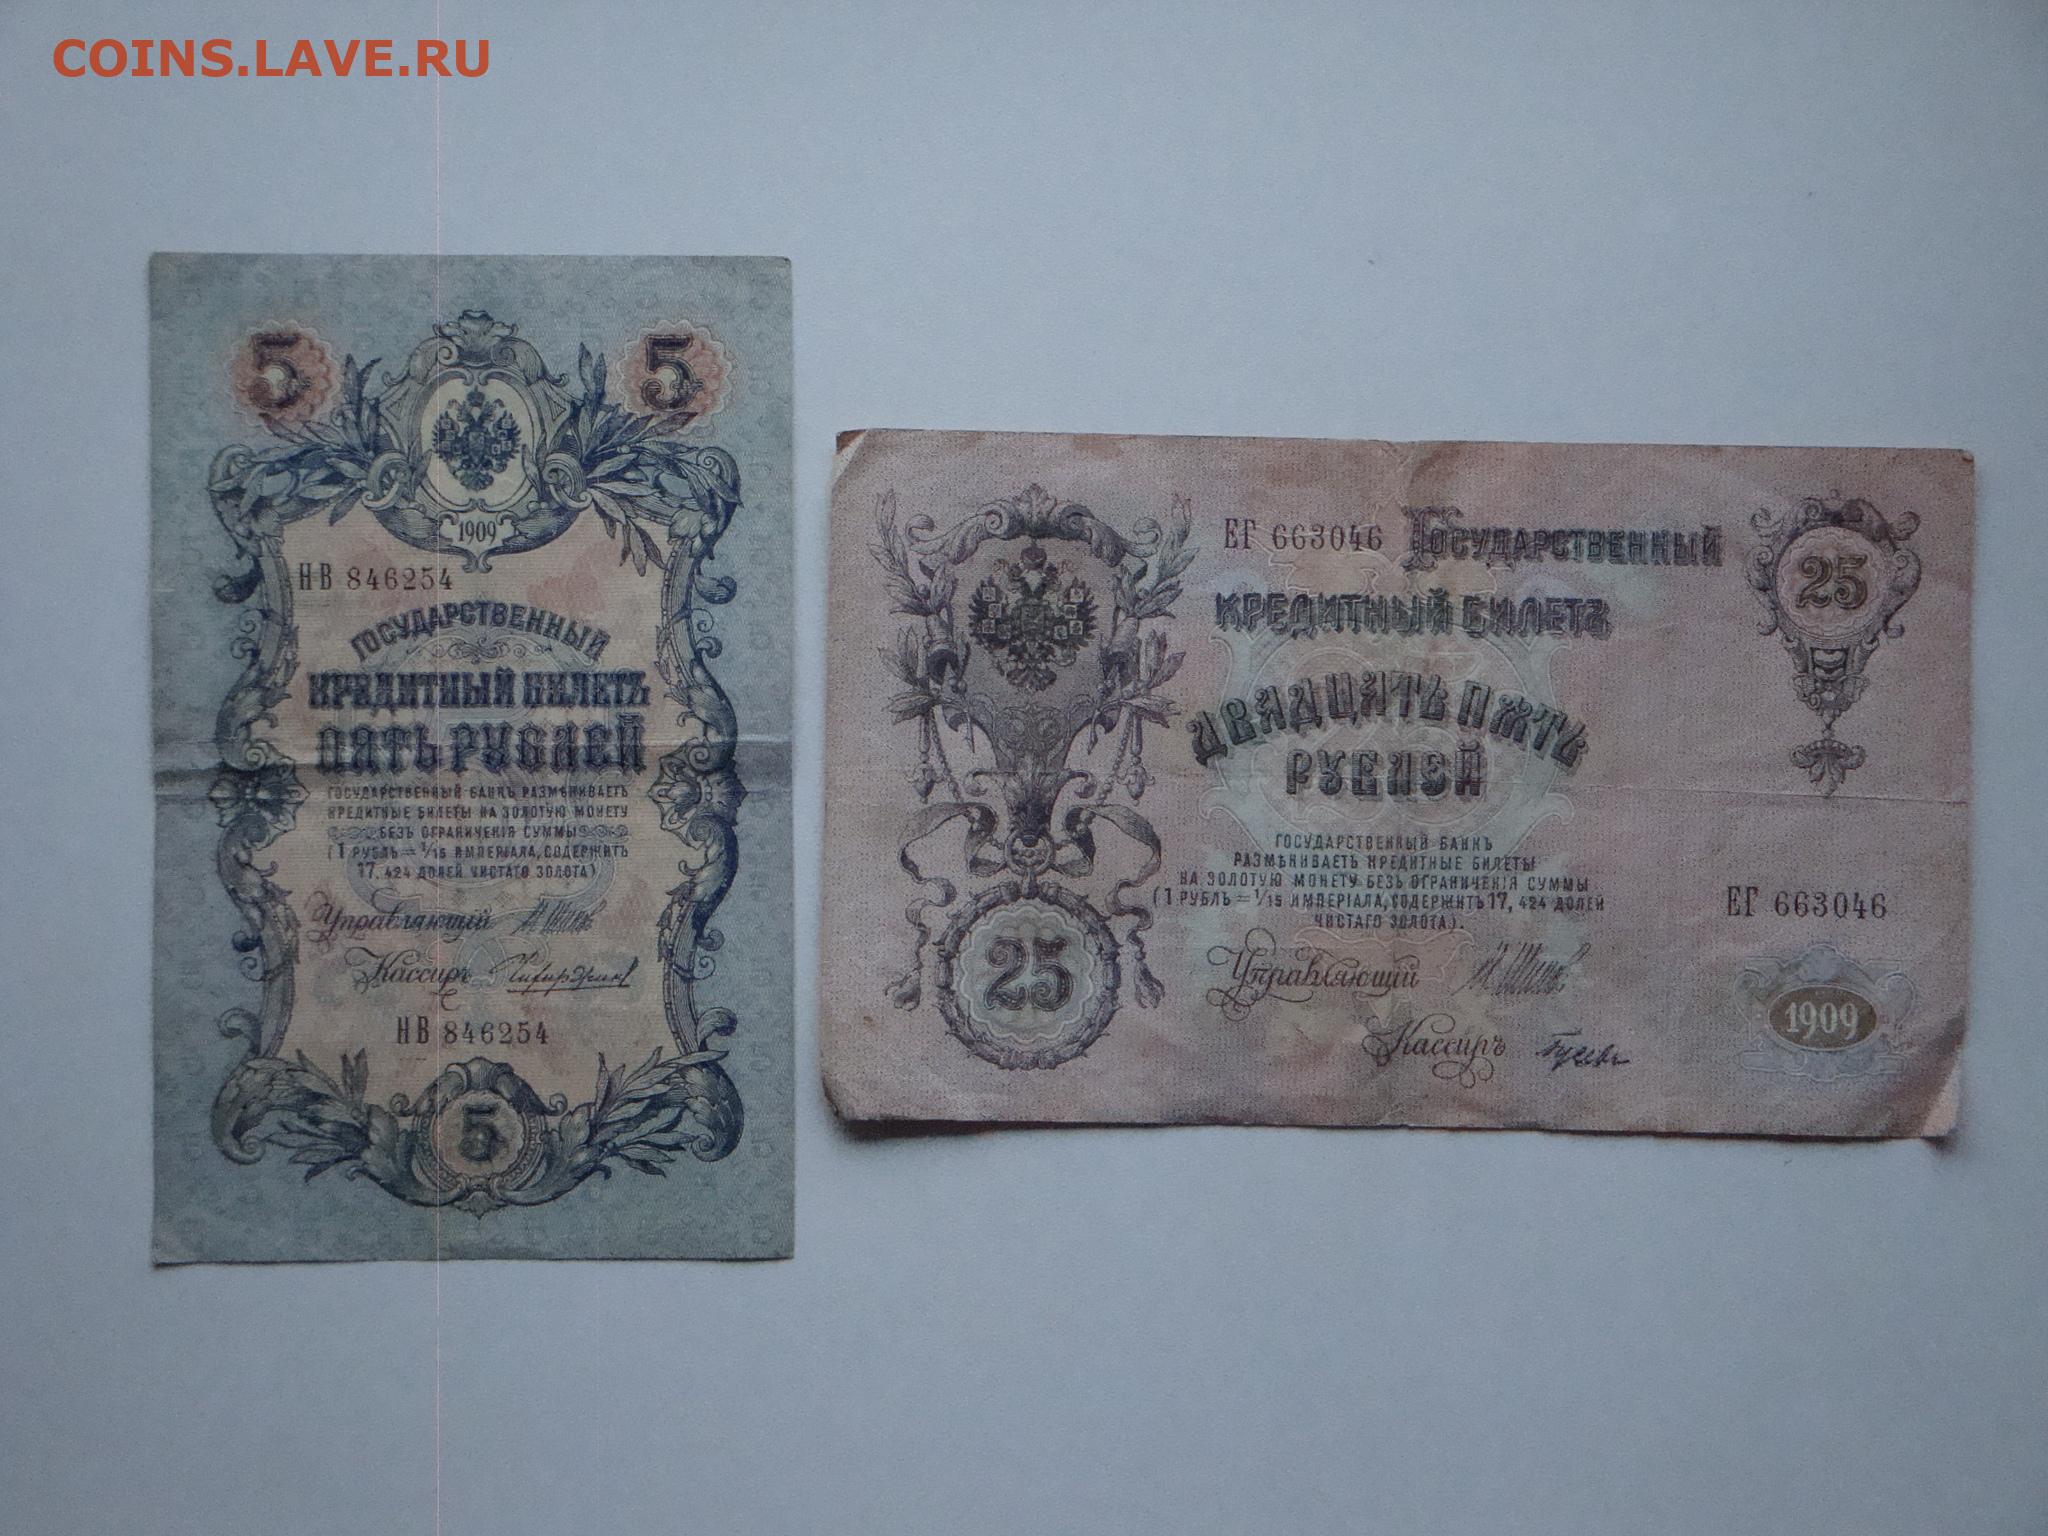 COINS.LAVE.RU
5 5
1909
НВ 846254
ГОСУДАРСТВЕННЫЙ
КРЕДИТНЫЙ БИЛЕТЪ
ПЯТЬ РУБЛЕЙ
ГОСУДАРСТВЕННЫЙ БАНКЪ РАЗМѢНИВАЕТЪ
КРЕДИТНЫЕ БИЛЕТЫ НА ЗОЛОТУЮ МОНЕТУ
БЕЗЪ ОГРАНИЧЕНІЯ СУММЫ
(1 РУБЛЬ = 1/15 ИМПЕРІАЛА, СОДЕРЖИТЪ
17,424 ДОЛЕЙ ЧИСТАГО ЗОЛОТА)
Управляющий
Кассиръ
НВ 846254
5
ЕГ 663046 ГОСУДАРСТВЕННЫЙ
КРЕДИТНЫЙ БИЛЕТЪ
25
ДВАДЦАТЬ ПЯТЬ
РУБЛЕЙ
ГОСУДАРСТВЕННЫЙ БАНКЪ
РАЗМѢНИВАЕТЪ КРЕДИТНЫЕ БИЛЕТЫ
НА ЗОЛОТУЮ МОНЕТУ БЕЗЪ ОГРАНИЧЕНІЯ СУММЫ
(1 РУБЛЬ = 1/15 ИМПЕРІАЛА, СОДЕРЖИТЪ 17,424 ДОЛЕЙ
ЧИСТАГО ЗОЛОТА).
ЕГ 663046
25
Управляющий
Кассиръ Гусевъ
1909